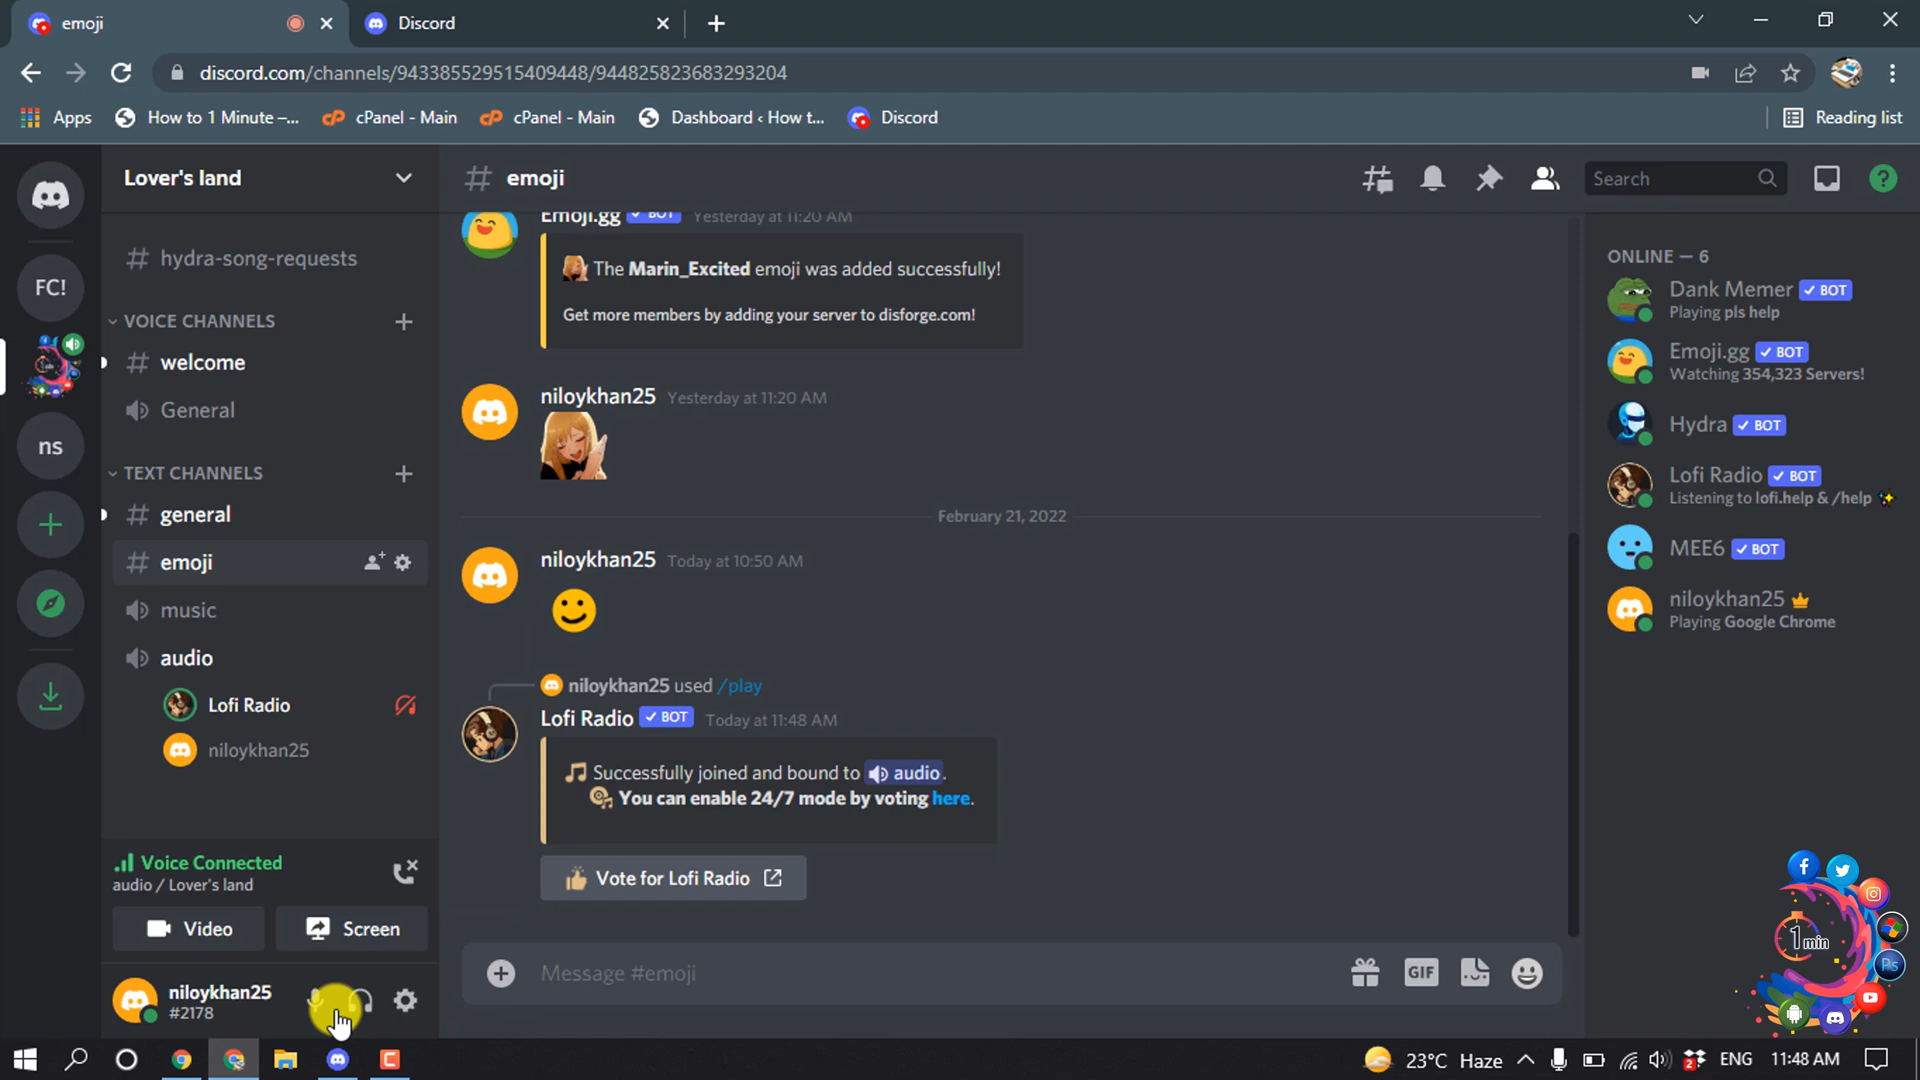 emoji
Discord
discord.com/channels/943385529515409448/944825823683293204
Apps
How to 1 Minute –...
cPanel - Main
cPanel - Main
Dashboard ‹ How t...
Discord
Reading list
Lover's land
emoji
Search
FC!
ns
hydra-song-requests
VOICE CHANNELS
welcome
General
TEXT CHANNELS
general
emoji
music
audio
Lofi Radio
niloykhan25
Voice Connected
audio / Lover's land
Video
Screen
niloykhan25
#2178
Emoji.gg ✓ BOT Yesterday at 11:20 AM
The Marin_Excited emoji was added successfully!
Get more members by adding your server to disforge.com!
niloykhan25 Yesterday at 11:20 AM
February 21, 2022
niloykhan25 Today at 10:50 AM
niloykhan25 used /play
Lofi Radio ✓ BOT Today at 11:48 AM
Successfully joined and bound to audio.
You can enable 24/7 mode by voting here.
Vote for Lofi Radio
Message #emoji
GIF
ONLINE — 6
Dank Memer ✓ BOT
Playing pls help
Emoji.gg ✓ BOT
Watching 354,323 Servers!
Hydra ✓ BOT
Lofi Radio ✓ BOT
Listening to lofi.help & /help
MEE6 ✓ BOT
niloykhan25
Playing Google Chrome
1 min
Ps
23°C Haze
2
ENG
11:48 AM